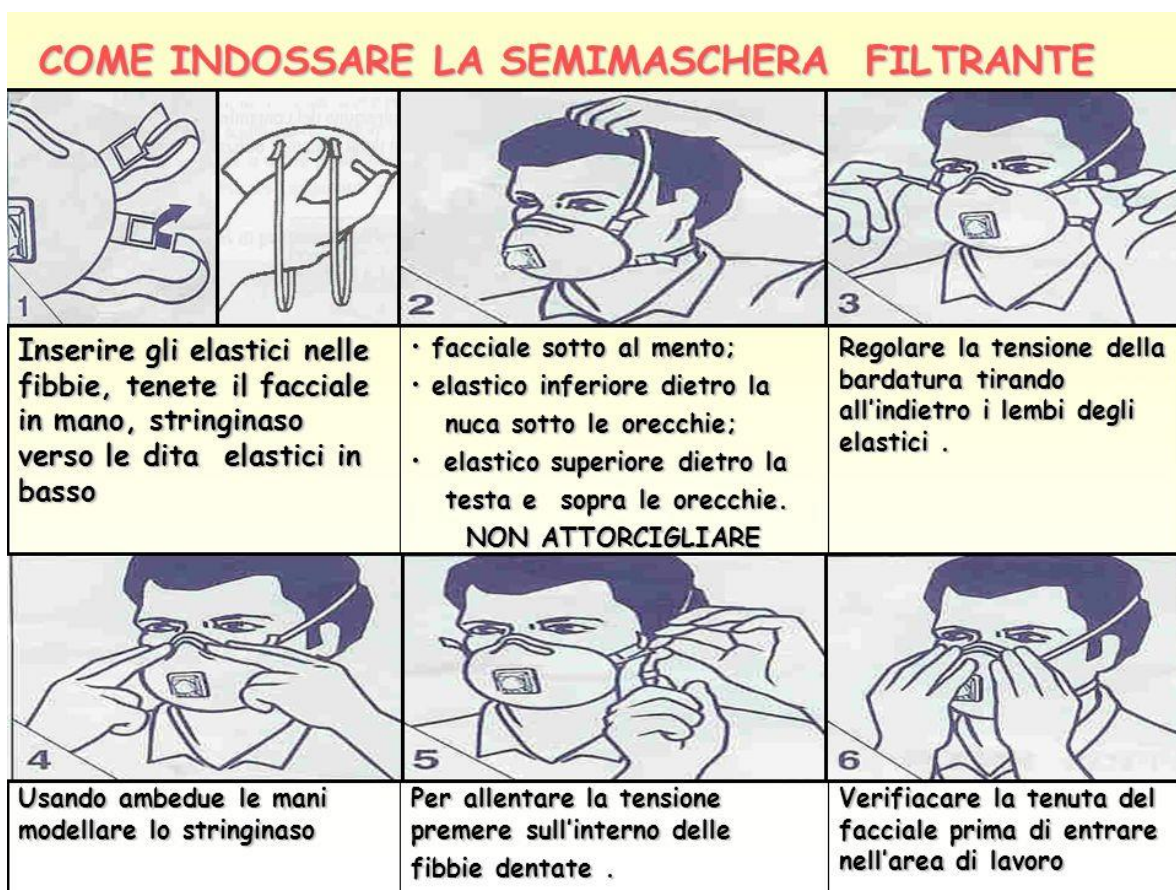 COME INDOSSARE LA SEMIMASCHERA FILTRANTE
1
2
3
Inserire gli elastici nelle
fibbie, tenete il facciale
in mano, stringinaso
verso le dita elastici in
basso
· facciale sotto al mento;
· elastico inferiore dietro la
nuca sotto le orecchie;
· elastico superiore dietro la
testa e sopra le orecchie.
NON ATTORCIGLIARE
Regolare la tensione della
bardatura tirando
all'indietro i lembi degli
elastici .
4
5
6
Usando ambedue le mani
modellare lo stringinaso
Per allentare la tensione
premere sull'interno delle
fibbie dentate .
Verifiacare la tenuta del
facciale prima di entrare
nell'area di lavoro